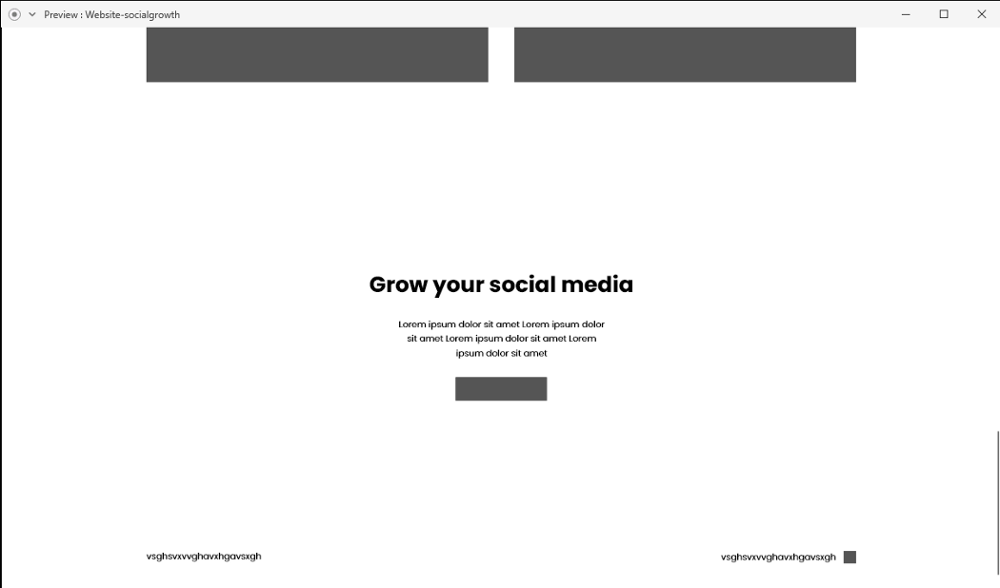 Preview : Website-socialgrowth
Grow your social media
Lorem ipsum dolor sit amet Lorem ipsum dolor
sit amet Lorem ipsum dolor sit amet Lorem
ipsum dolor sit amet
vsghsvxvvghavxhgavsxgh
vsghsvxvvghavxhgavsxgh